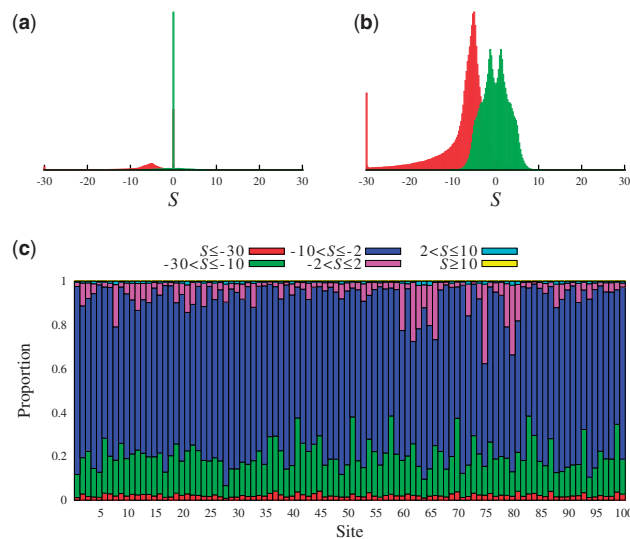 (a) (b)
-30 -20 -10 0 10 20 30 -30 -20 -10 0 10 20 30
S S
(c) S≤-30 -10<S≤-2 2<S≤10
-30<S≤-10 -2<S≤2 S≥10
1
0.8
0.6
0.4
0.2
0
Proportion
5 10 15 20 25 30 35 40 45 50 55 60 65 70 75 80 85 90 95 100
Site